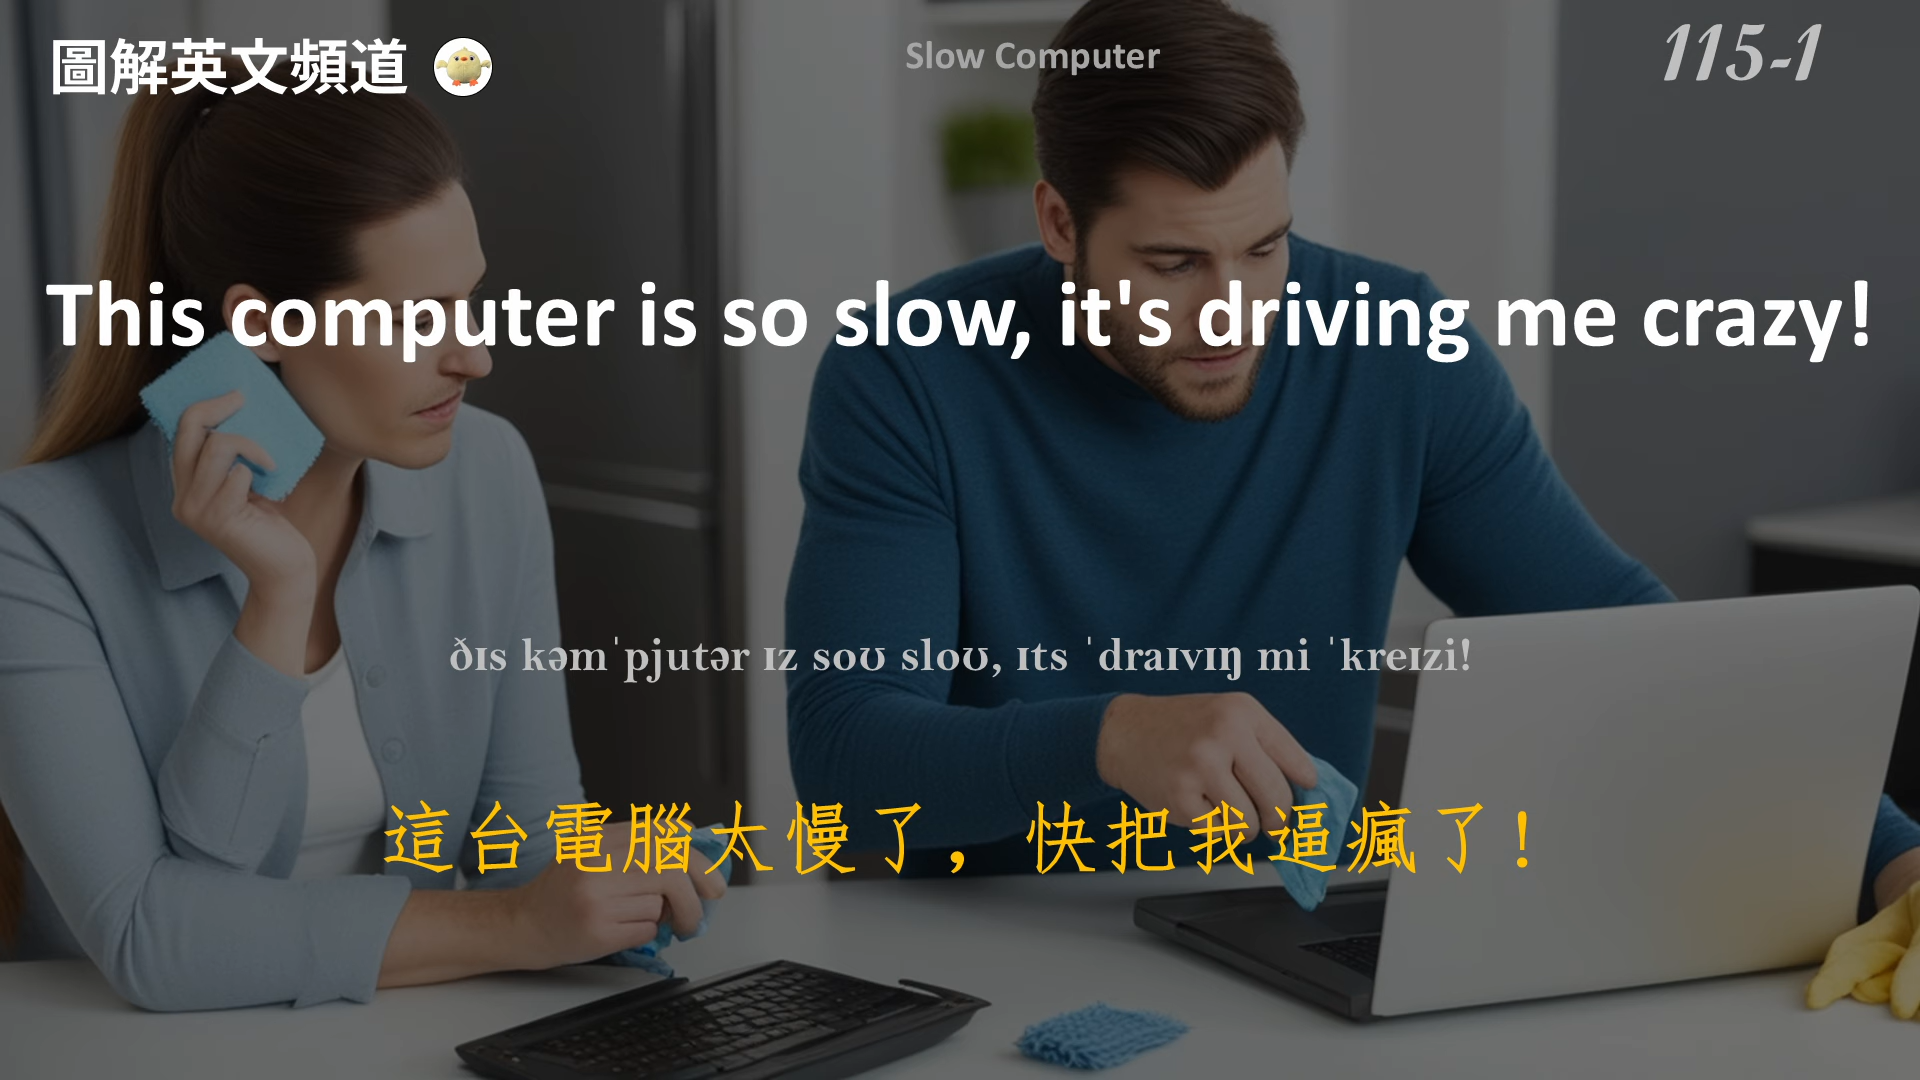 圖解英文頻道
Slow Computer
115-1
This computer is so slow, it's driving me crazy!
ðɪs kəmˈpjutər ɪz soʊ sloʊ, ɪts ˈdraɪvɪŋ mi ˈkreɪzi!
這台電腦太慢了，快把我逼瘋了！